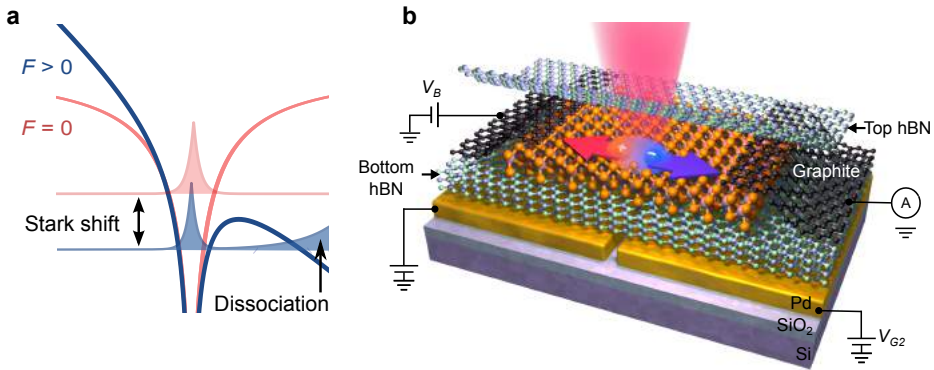 a
F > 0
F = 0
Stark shift
Dissociation
b
V_B
Top hBN
Bottom
hBN
Graphite
A
+
-
Pd
SiO₂
Si
V_G2